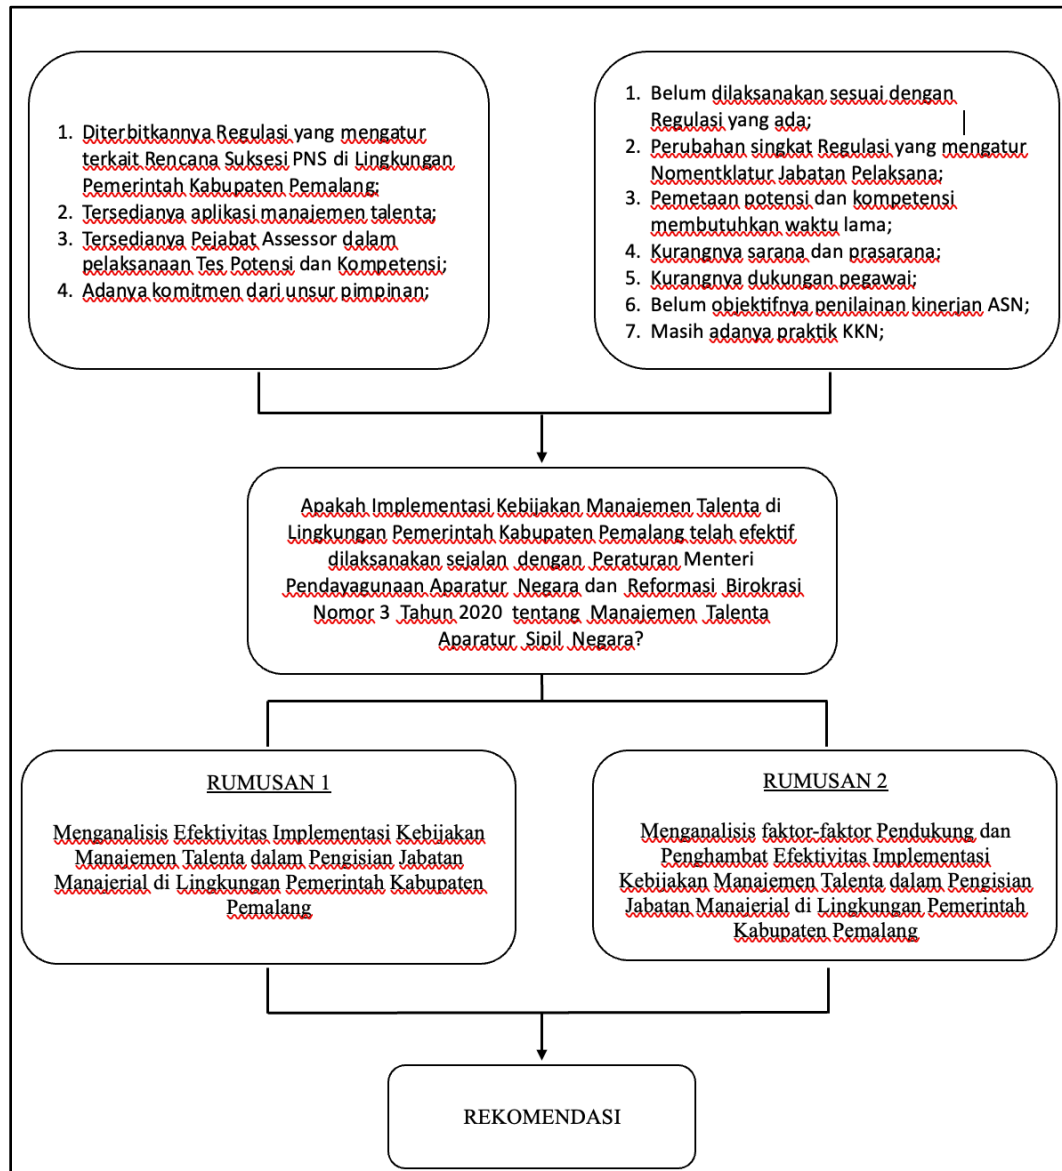 1. Diterbitkannya Regulasi yang mengatur
terkait Rencana Suksesi PNS di Lingkungan
Pemerintah Kabupaten Pemalang;
2. Tersedianya aplikasi manajemen talenta;
3. Tersedianya Pejabat Assessor dalam
pelaksanaan Tes Potensi dan Kompetensi;
4. Adanya komitmen dari unsur pimpinan;
1. Belum dilaksanakan sesuai dengan
Regulasi yang ada;
2. Perubahan singkat Regulasi yang mengatur
Nomentklatur Jabatan Pelaksana;
3. Pemetaan potensi dan kompetensi
membutuhkan waktu lama;
4. Kurangnya sarana dan prasarana;
5. Kurangnya dukungan pegawai;
6. Belum objektifnya penilainan kinerjan ASN;
7. Masih adanya praktik KKN;
Apakah Implementasi Kebijakan Manajemen Talenta di
Lingkungan Pemerintah Kabupaten Pemalang telah efektif
dilaksanakan sejalan dengan Peraturan Menteri
Pendayagunaan Aparatur Negara dan Reformasi Birokrasi
Nomor 3 Tahun 2020 tentang Manajemen Talenta
Aparatur Sipil Negara?
RUMUSAN 1
Menganalisis Efektivitas Implementasi Kebijakan
Manajemen Talenta dalam Pengisian Jabatan
Manajerial di Lingkungan Pemerintah Kabupaten
Pemalang
RUMUSAN 2
Menganalisis faktor-faktor Pendukung dan
Penghambat Efektivitas Implementasi
Kebijakan Manajemen Talenta dalam Pengisian
Jabatan Manajerial di Lingkungan Pemerintah
Kabupaten Pemalang
REKOMENDASI